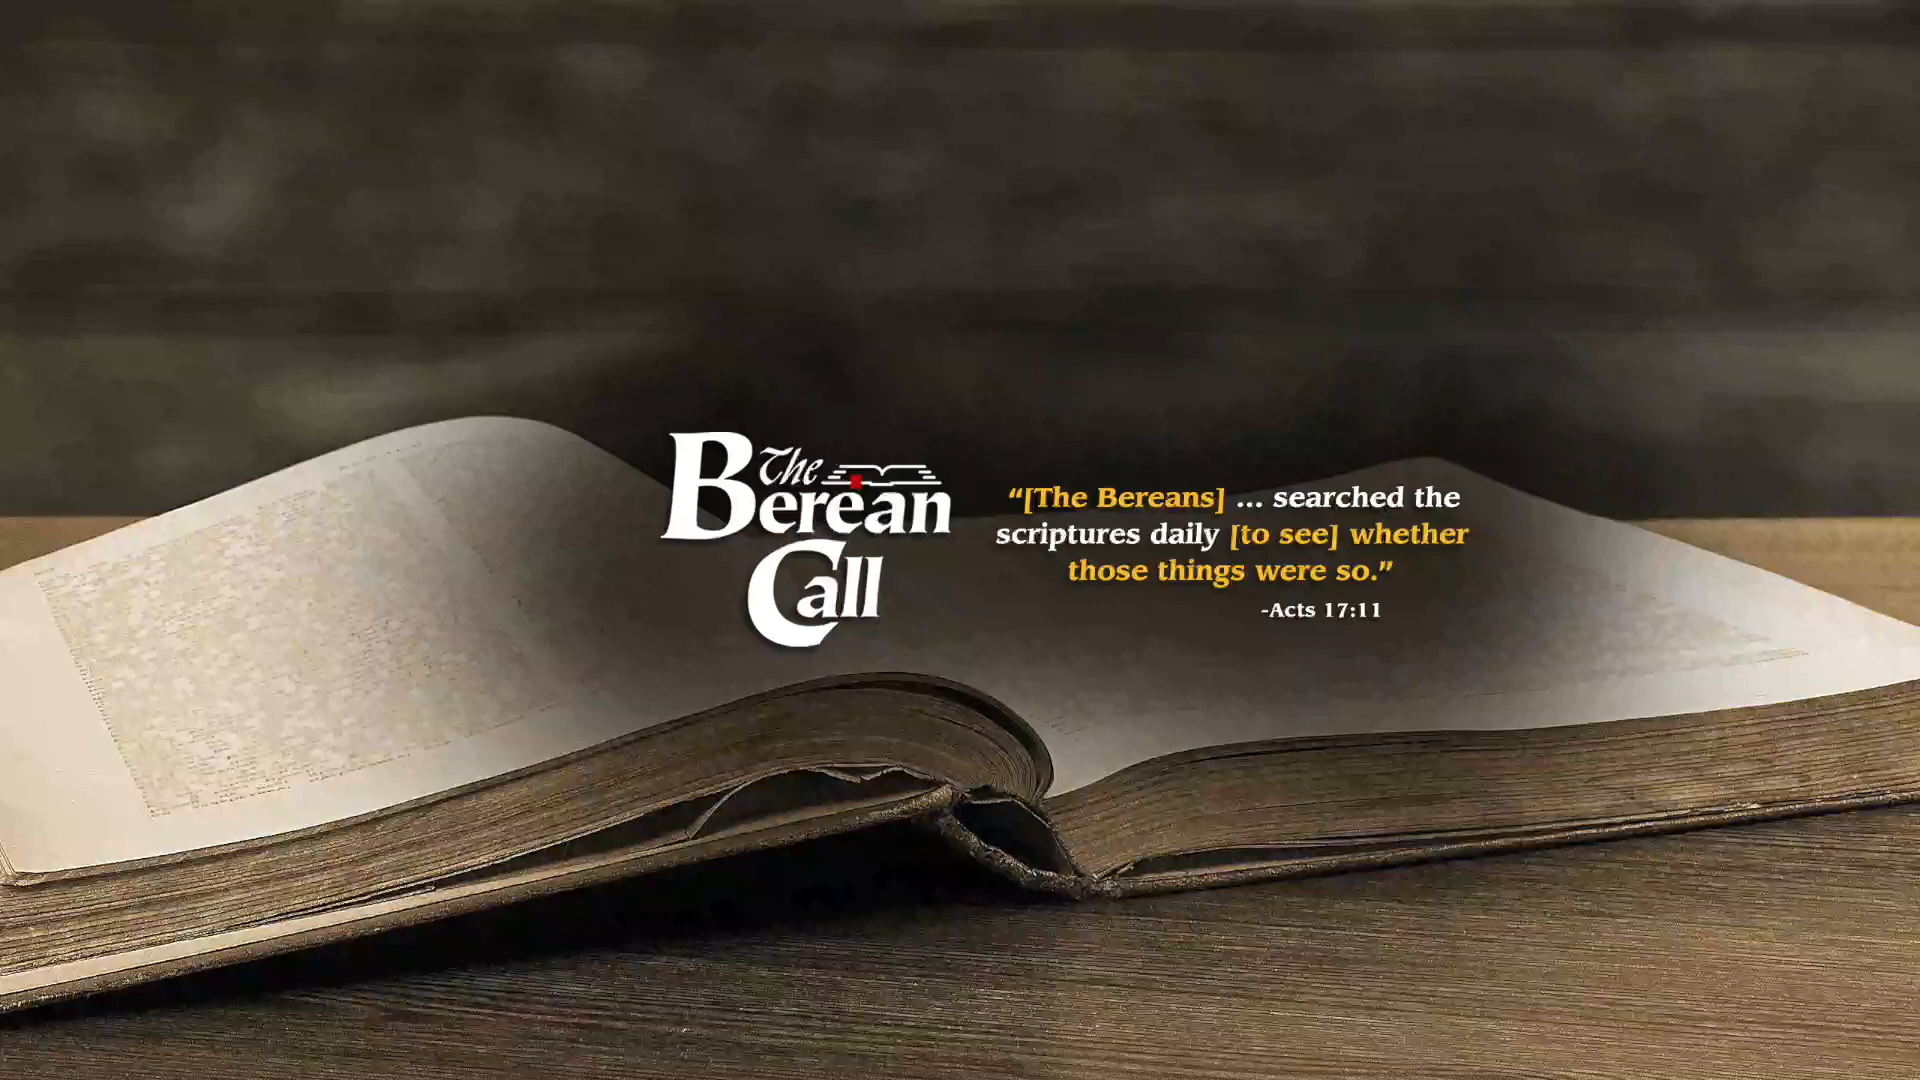 The
Berean
Call
“[The Bereans] ... searched the
scriptures daily [to see] whether
those things were so.”
-Acts 17:11